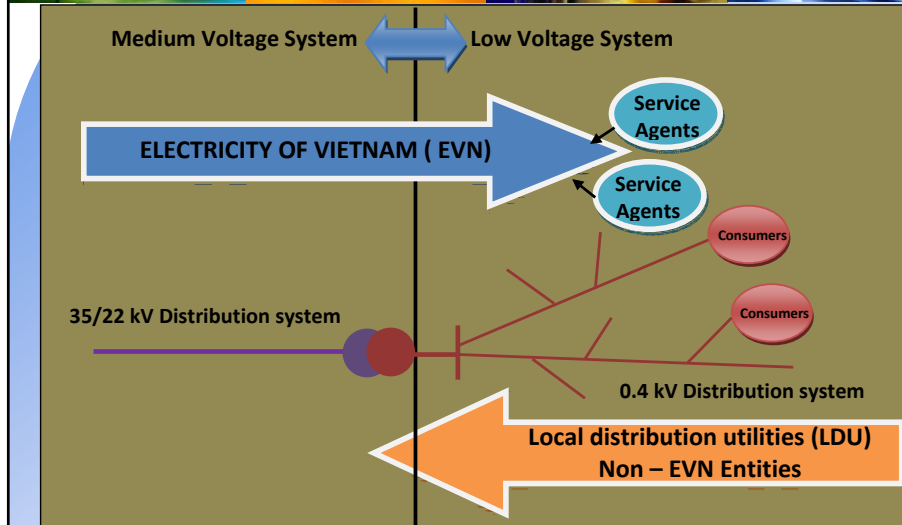 Medium Voltage System
Low Voltage System
ELECTRICITY OF VIETNAM ( EVN)
Service
Agents
Service
Agents
Consumers
Consumers
35/22 kV Distribution system
0.4 kV Distribution system
Local distribution utilities (LDU)
Non – EVN Entities